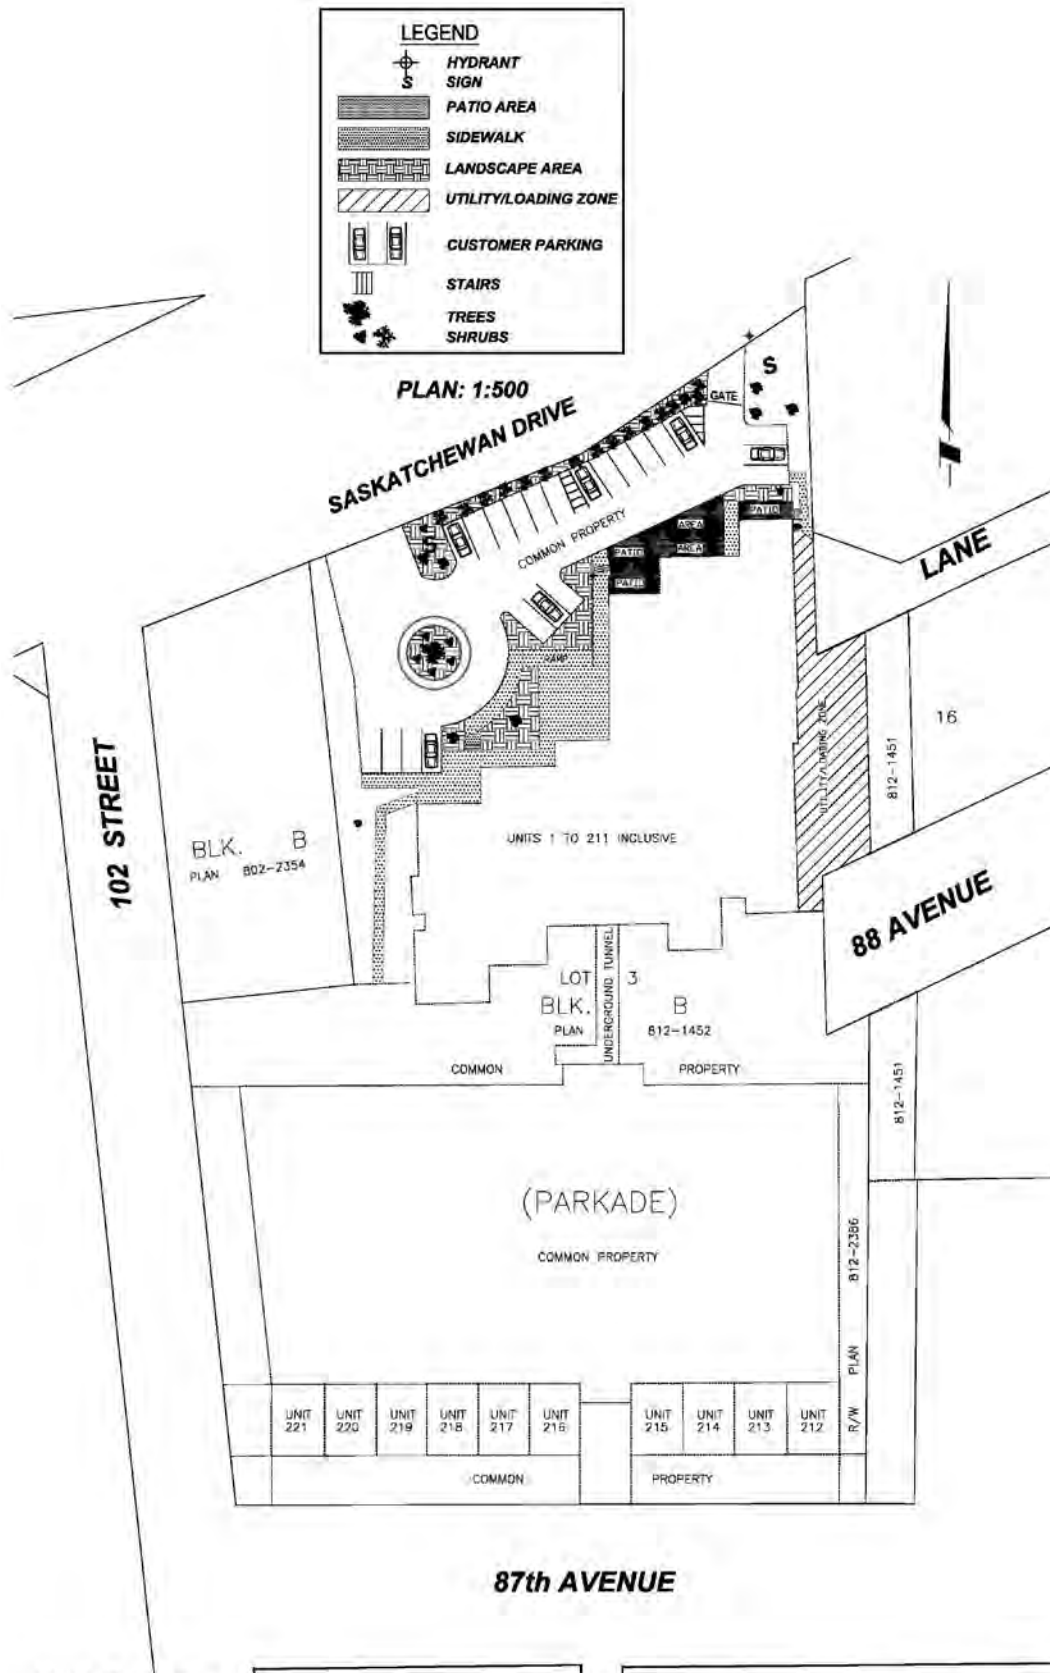 LEGEND
HYDRANT
S SIGN
PATIO AREA
SIDEWALK
LANDSCAPE AREA
UTILITY/LOADING ZONE
CUSTOMER PARKING
STAIRS
TREES
SHRUBS
PLAN: 1:500
SASKATCHEWAN DRIVE
S
GATE
S
COMMON PROPERTY
PATIO
AREA
PATIO
AREA
PATIO
LANE
RAMP
16
UTILITY/LOADING ZONE
812-1451
102 STREET
BLK. B
PLAN 802-2354
UNITS 1 TO 211 INCLUSIVE
88 AVENUE
UNDERGROUND TUNNEL
LOT 3
BLK. B
PLAN 812-1452
COMMON PROPERTY
812-1451
(PARKADE)
COMMON PROPERTY
R/W PLAN 812-2386
UNIT 221
UNIT 220
UNIT 219
UNIT 218
UNIT 217
UNIT 216
UNIT 215
UNIT 214
UNIT 213
UNIT 212
COMMON PROPERTY
87th AVENUE